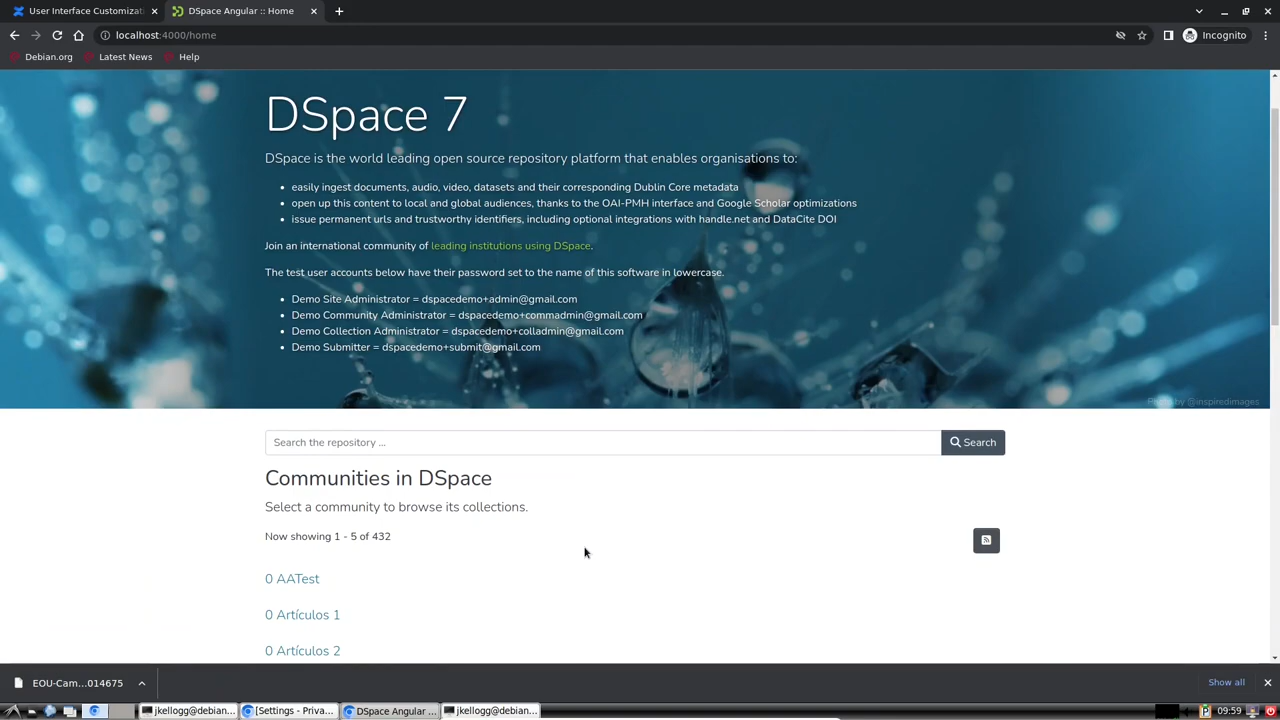 User Interface Customizati
DSpace Angular :: Home
localhost:4000/home
Incognito
Debian.org
Latest News
Help
DSpace 7
DSpace is the world leading open source repository platform that enables organisations to:
easily ingest documents, audio, video, datasets and their corresponding Dublin Core metadata
open up this content to local and global audiences, thanks to the OAI-PMH interface and Google Scholar optimizations
issue permanent urls and trustworthy identifiers, including optional integrations with handle.net and DataCite DOI
Join an international community of leading institutions using DSpace.
The test user accounts below have their password set to the name of this software in lowercase.
Demo Site Administrator = dspacedemo+admin@gmail.com
Demo Community Administrator = dspacedemo+commadmin@gmail.com
Demo Collection Administrator = dspacedemo+colladmin@gmail.com
Demo Submitter = dspacedemo+submit@gmail.com
Photo by @inspiredimages
Search the repository ...
Search
Communities in DSpace
Select a community to browse its collections.
Now showing 1 - 5 of 432
0 AATest
0 Artículos 1
0 Artículos 2
EOU-Cam...014675
Show all
jkellogg@debian...
[Settings - Priva...
DSpace Angular ...
jkellogg@debian...
09:59